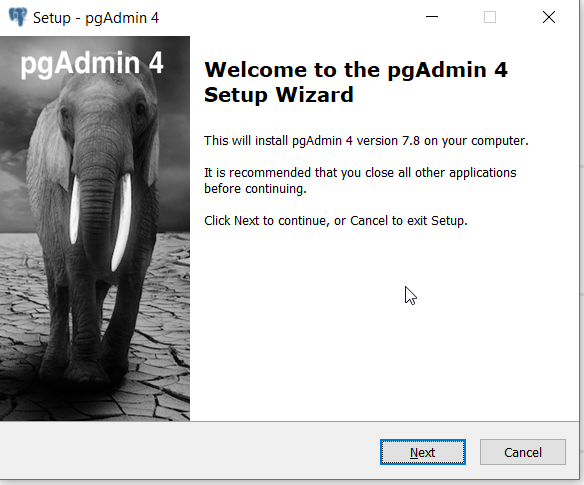 Setup - pgAdmin 4
pgAdmin 4
Welcome to the pgAdmin 4
Setup Wizard
This will install pgAdmin 4 version 7.8 on your computer.
It is recommended that you close all other applications
before continuing.
Click Next to continue, or Cancel to exit Setup.
Next
Cancel